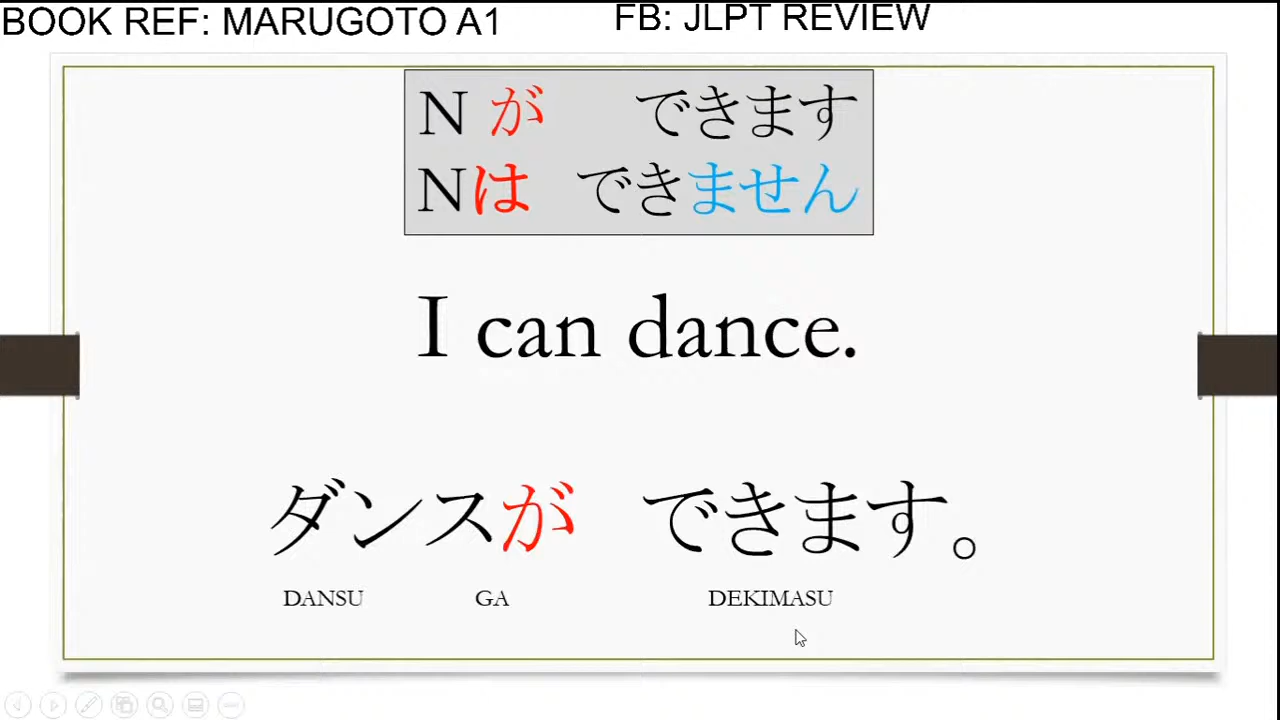 BOOK REF: MARUGOTO A1 FB: JLPT REVIEW
N が できます
Nは できません
I can dance.
ダンスが できます。
DANSU GA DEKIMASU